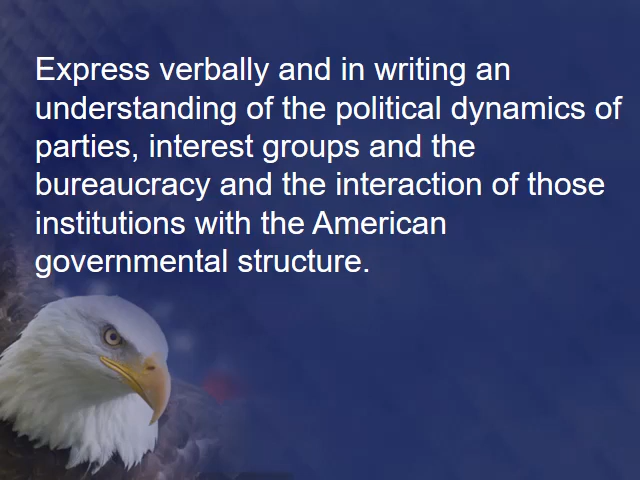 Express verbally and in writing an
understanding of the political dynamics of
parties, interest groups and the
bureaucracy and the interaction of those
institutions with the American
governmental structure.